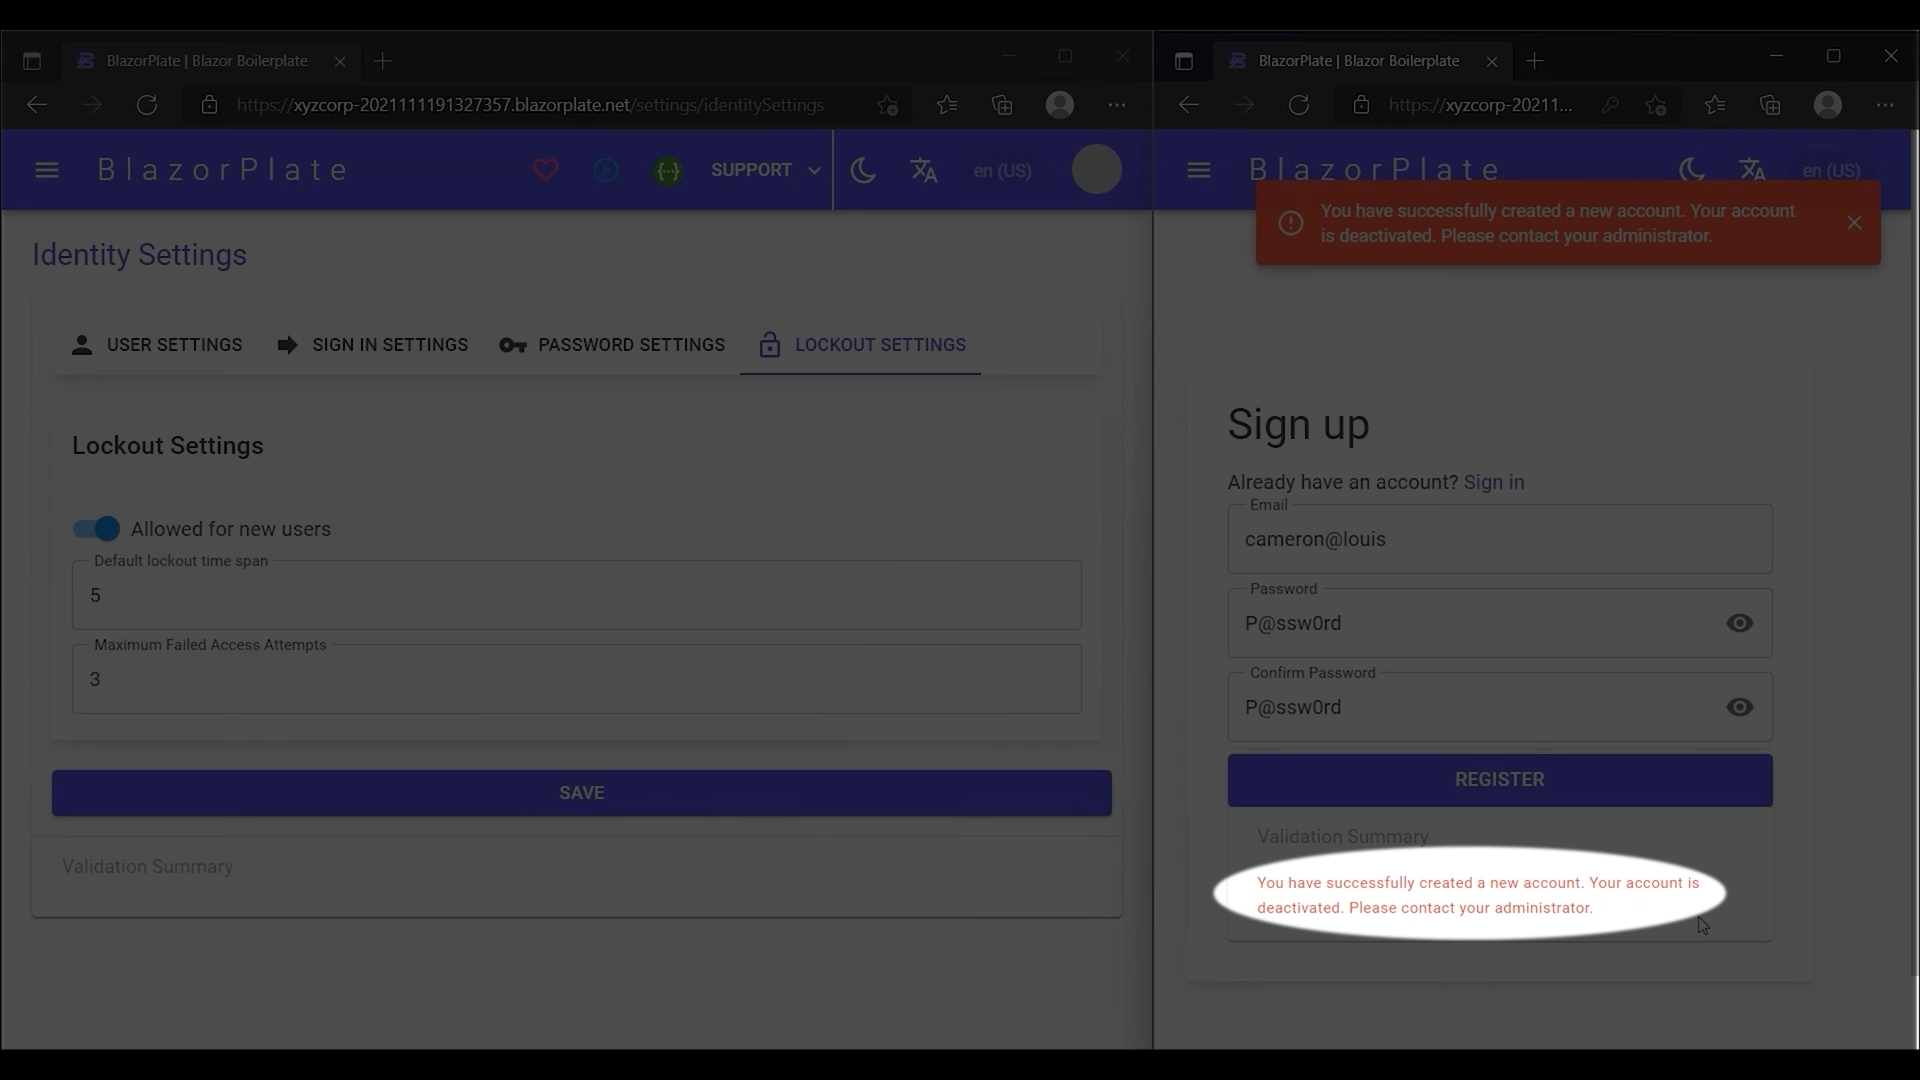 BlazorPlate | Blazor Boilerplate
https://xyzcorp-2021111191327357.blazorplate.net/settings/identitySettings
BlazorPlate
SUPPORT
en (US)
Identity Settings
USER SETTINGS
SIGN IN SETTINGS
PASSWORD SETTINGS
LOCKOUT SETTINGS
Lockout Settings
Allowed for new users
Default lockout time span
5
Maximum Failed Access Attempts
3
SAVE
Validation Summary
BlazorPlate | Blazor Boilerplate
https://xyzcorp-20211...
BlazorPlate
en (US)
You have successfully created a new account. Your account
is deactivated. Please contact your administrator.
Sign up
Already have an account? Sign in
Email
cameron@louis
Password
P@ssw0rd
Confirm Password
P@ssw0rd
REGISTER
Validation Summary
You have successfully created a new account. Your account is
deactivated. Please contact your administrator.